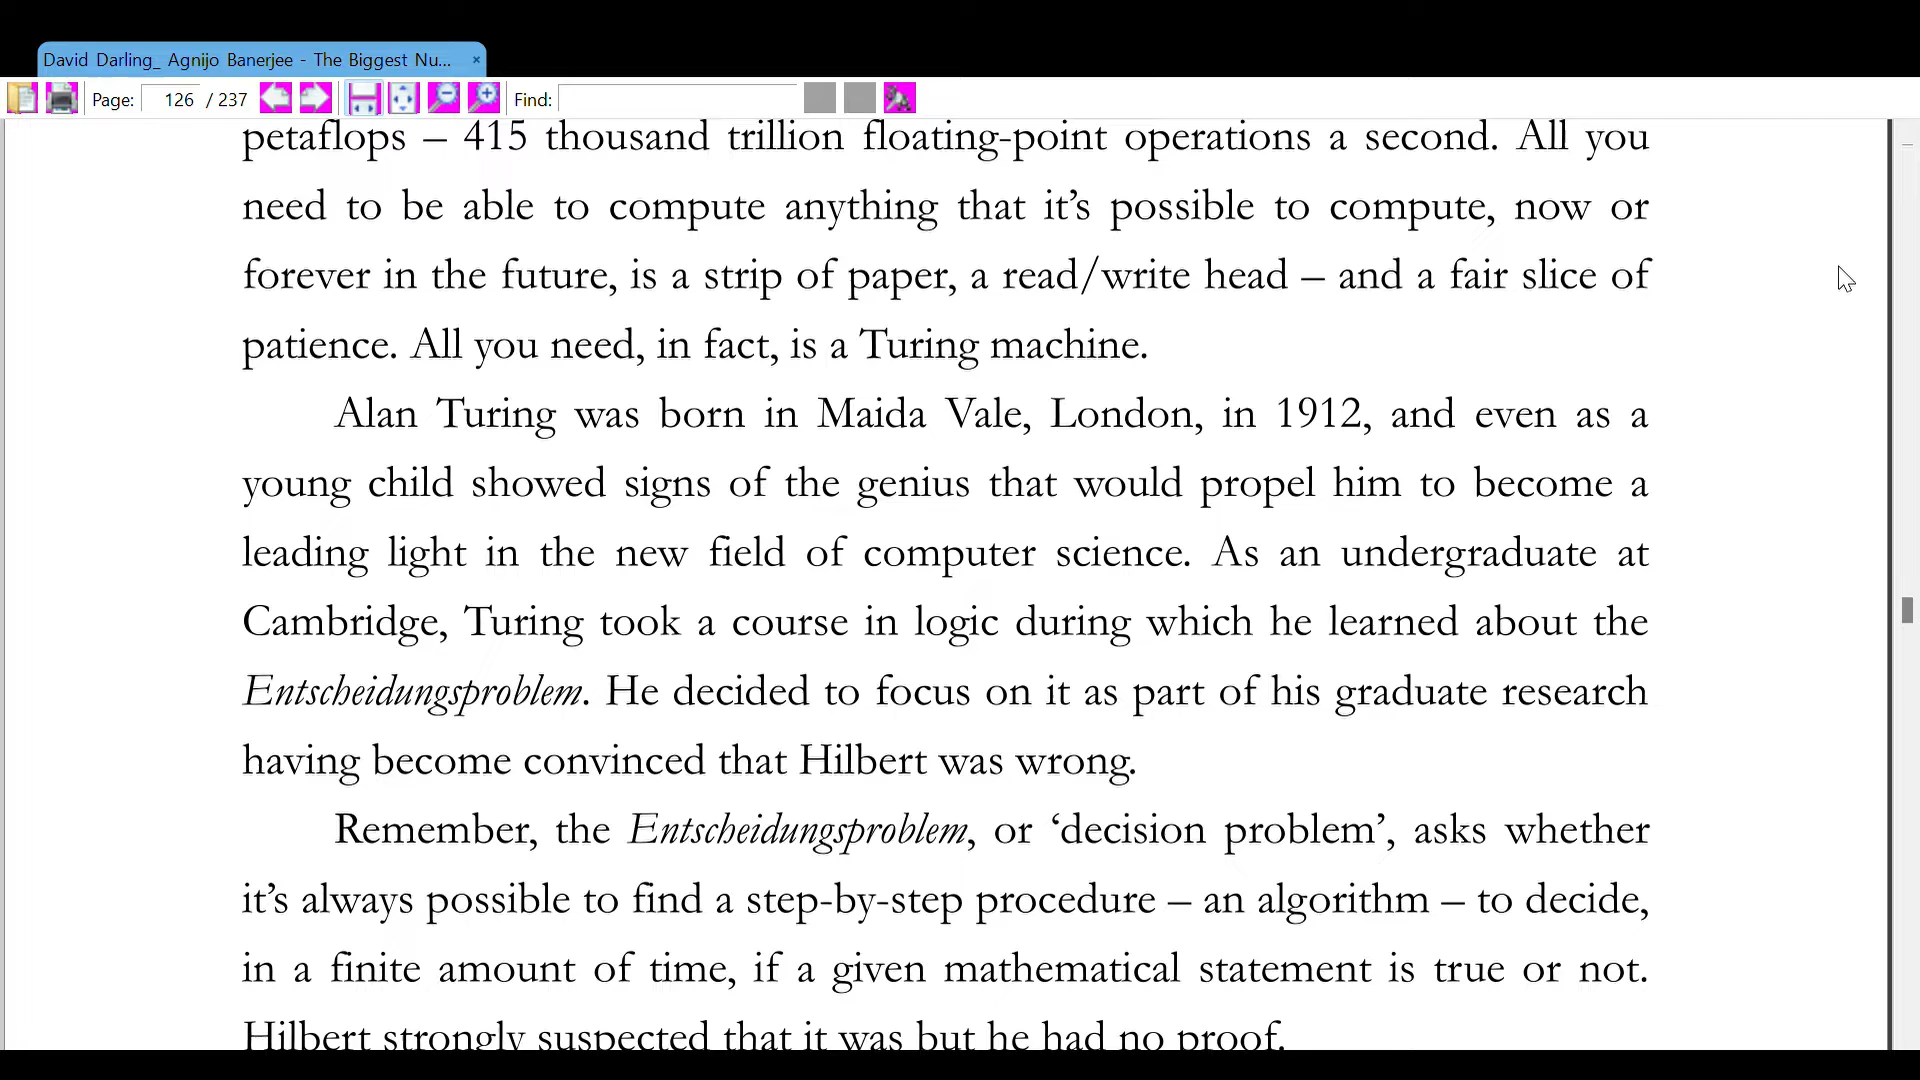 David Darling_ Agnijo Banerjee - The Biggest Nu... ×
Page: 126 / 237 Find:
petaflops – 415 thousand trillion floating-point operations a second. All you
need to be able to compute anything that it’s possible to compute, now or
forever in the future, is a strip of paper, a read/write head – and a fair slice of
patience. All you need, in fact, is a Turing machine.
Alan Turing was born in Maida Vale, London, in 1912, and even as a
young child showed signs of the genius that would propel him to become a
leading light in the new field of computer science. As an undergraduate at
Cambridge, Turing took a course in logic during which he learned about the
Entscheidungsproblem. He decided to focus on it as part of his graduate research
having become convinced that Hilbert was wrong.
Remember, the Entscheidungsproblem, or ‘decision problem’, asks whether
it’s always possible to find a step-by-step procedure – an algorithm – to decide,
in a finite amount of time, if a given mathematical statement is true or not.
Hilbert strongly suspected that it was but he had no proof.